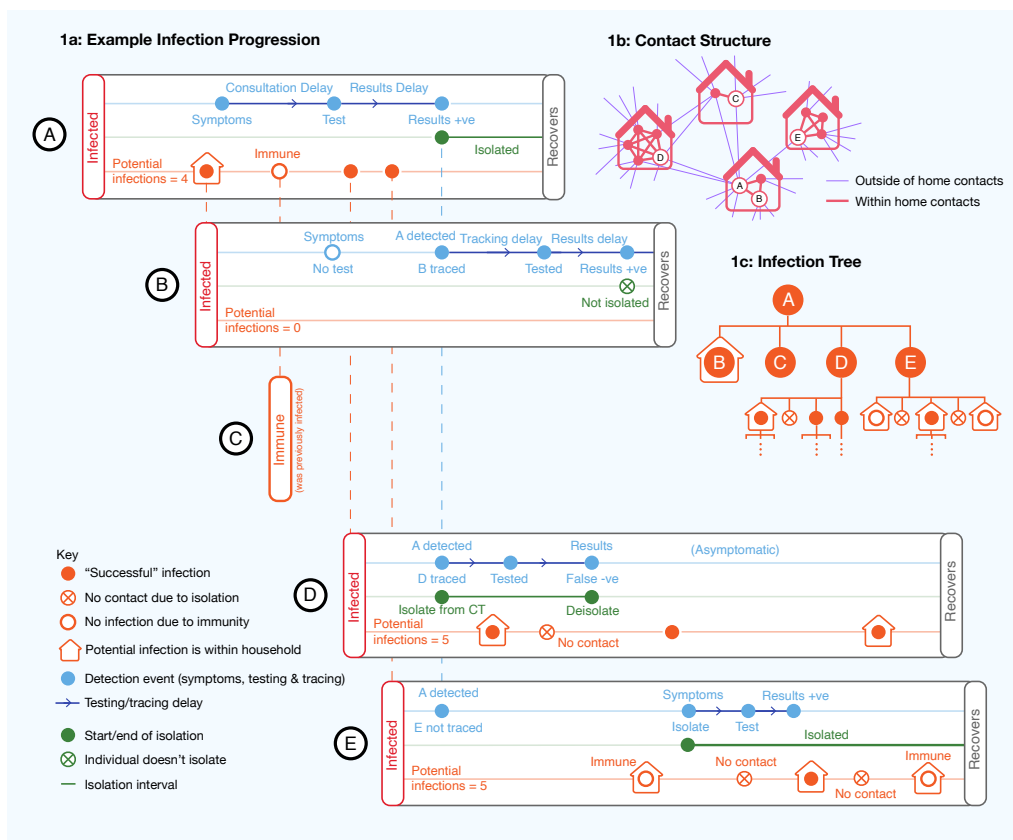 1a: Example Infection Progression
A
Infected
Consultation Delay
Results Delay
Symptoms
Test
Results +ve
Isolated
Immune
Potential
infections = 4
Recovers
B
Infected
Symptoms
No test
A detected
B traced
Tracking delay
Results delay
Tested
Results +ve
Not isolated
Potential
infections = 0
Recovers
C
Immune
(was previously infected)
D
Infected
A detected
D traced
Tested
Results
False -ve
(Asymptomatic)
Isolate from CT
Deisolate
Potential
infections = 5
No contact
Recovers
E
Infected
A detected
E not traced
Symptoms
Isolate
Test
Results +ve
Isolated
Potential
infections = 5
Immune
No contact
No contact
Immune
Recovers
1b: Contact Structure
C
D
E
A
B
Outside of home contacts
Within home contacts
1c: Infection Tree
A
B
C
D
E
Key
“Successful” infection
No contact due to isolation
No infection due to immunity
Potential infection is within household
Detection event (symptoms, testing & tracing)
Testing/tracing delay
Start/end of isolation
Individual doesn’t isolate
Isolation interval